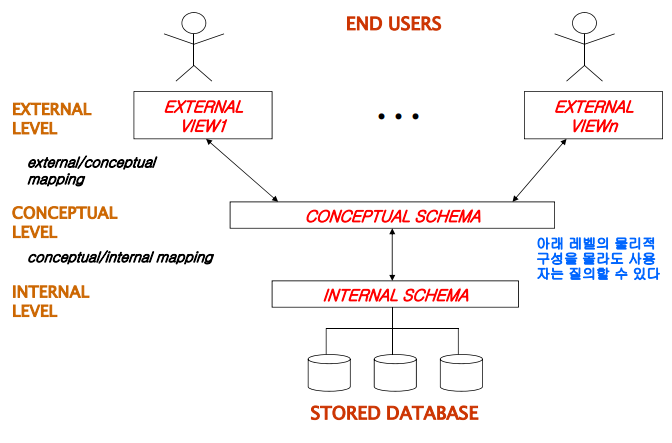 END USERS
EXTERNAL
LEVEL
EXTERNAL
VIEW1
• • •
EXTERNAL
VIEWn
external/conceptual
mapping
CONCEPTUAL
LEVEL
CONCEPTUAL SCHEMA
conceptual/internal mapping
아래 레벨의 물리적
구성을 몰라도 사용
자는 질의할 수 있다
INTERNAL
LEVEL
INTERNAL SCHEMA
STORED DATABASE